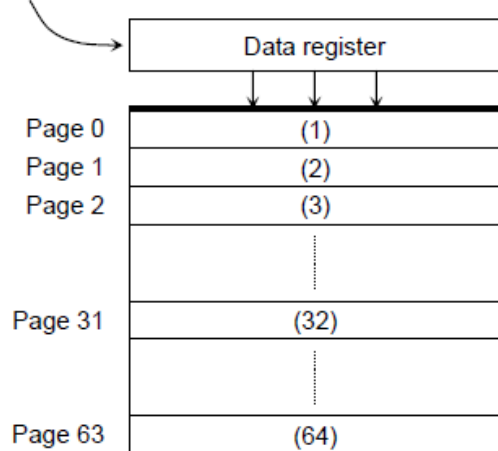 Data register
Page 0 (1)
Page 1 (2)
Page 2 (3)
Page 31 (32)
Page 63 (64)